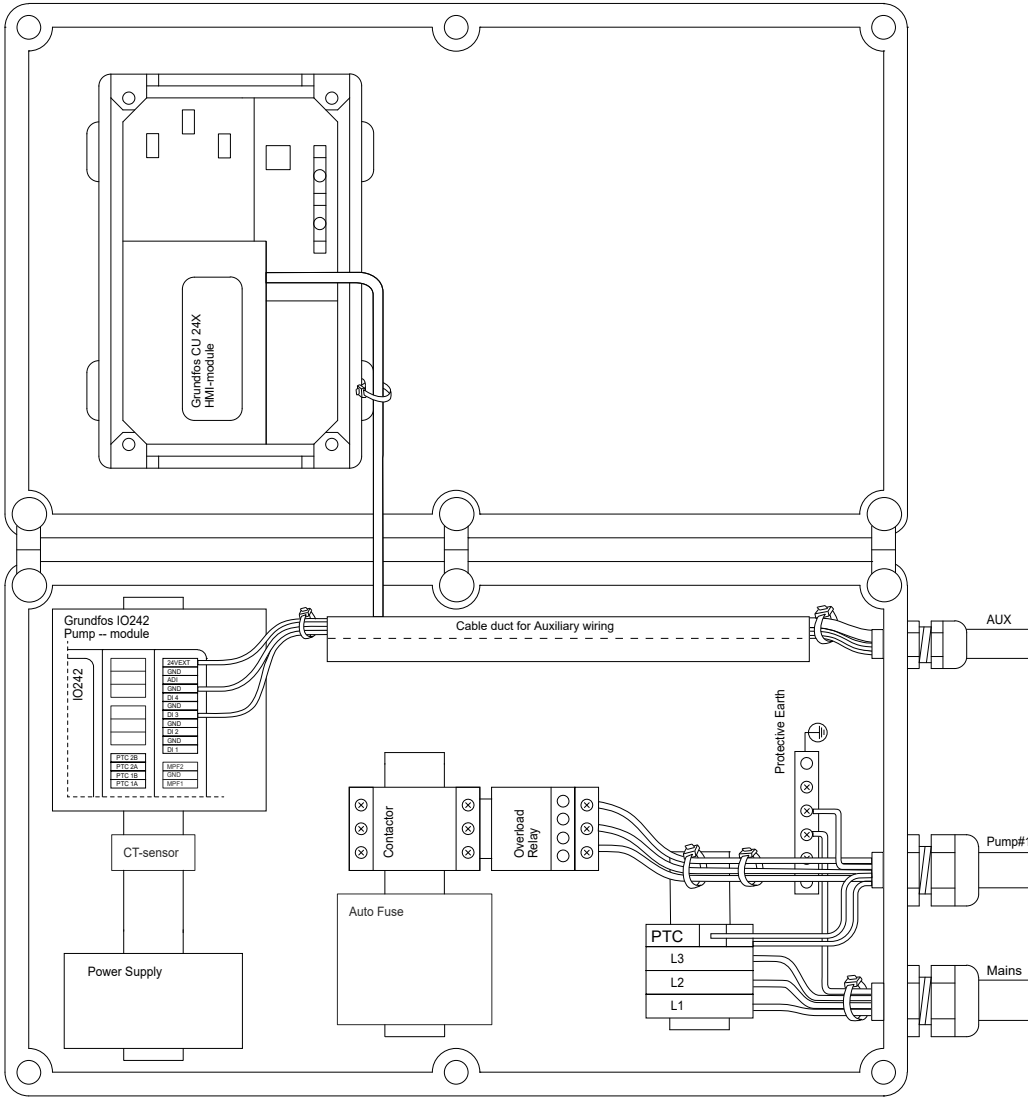 Grundfos CU 24X
HMI-module
Grundfos IO242
Pump -- module
IO242
24VEXT
GND
ADI
GND
DI 4
GND
DI 3
GND
DI 2
GND
DI 1
PTC 2B
PTC 2A
PTC 1B
PTC 1A
MPF2
GND
MPF1
Cable duct for Auxiliary wiring
AUX
Protective Earth
CT-sensor
Contactor
Overload
Relay
Pump#1
Auto Fuse
PTC
L3
L2
L1
Power Supply
Mains